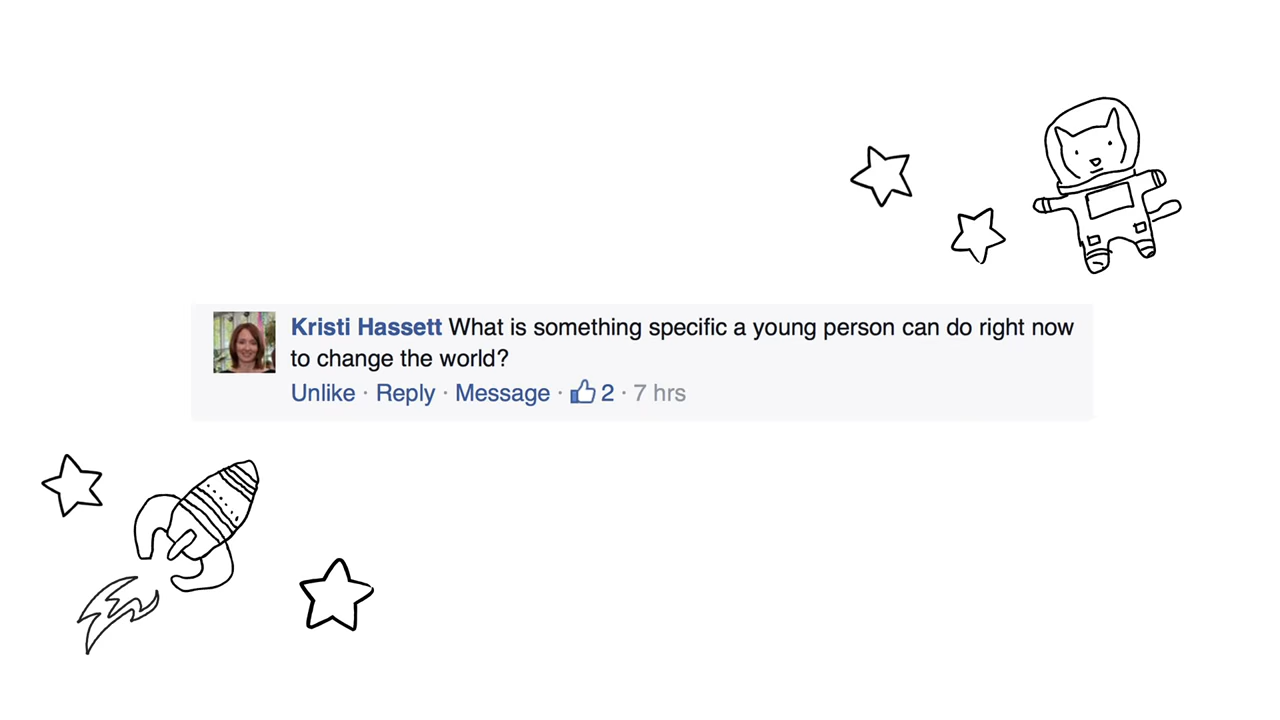 Kristi Hassett What is something specific a young person can do right now
to change the world?
Unlike · Reply · Message · 2 · 7 hrs